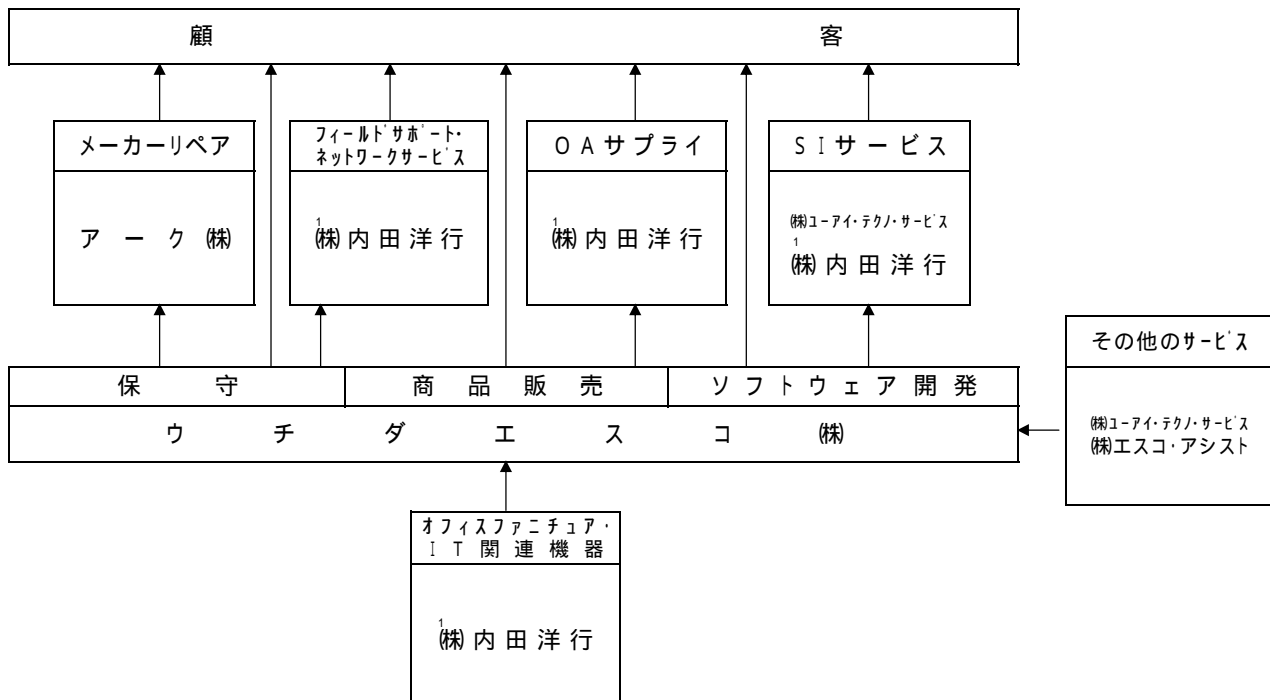 顧客
メーカーリペア
アーク㈱
フィールドサポート・
ネットワークサービス
1
㈱内田洋行
OAサプライ
1
㈱内田洋行
SIサービス
㈱ユーアイ・テクノ・サービス
1
㈱内田洋行
その他のサービス
㈱ユーアイ・テクノ・サービス
㈱エスコ・アシスト
保守
商品販売
ソフトウェア開発
ウチダエスコ㈱
オフィスファニチュア・
IT関連機器
1
㈱内田洋行